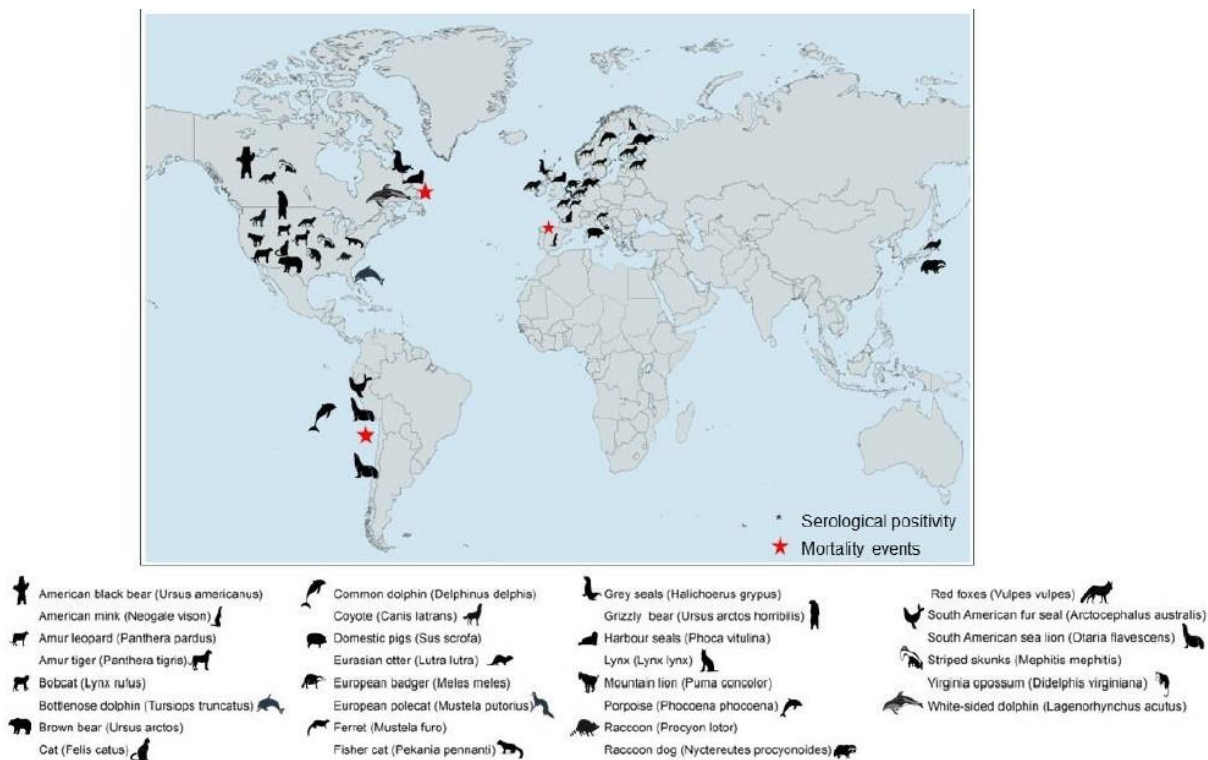 * Serological positivity
★ Mortality events
American black bear (Ursus americanus)
American mink (Neogale vison)
Amur leopard (Panthera pardus)
Amur tiger (Panthera tigris)
Bobcat (Lynx rufus)
Bottlenose dolphin (Tursiops truncatus)
Brown bear (Ursus arctos)
Cat (Felis catus)
Common dolphin (Delphinus delphis)
Coyote (Canis latrans)
Domestic pigs (Sus scrofa)
Eurasian otter (Lutra lutra)
European badger (Meles meles)
European polecat (Mustela putorius)
Ferret (Mustela furo)
Fisher cat (Pekania pennanti)
Grey seals (Halichoerus grypus)
Grizzly bear (Ursus arctos horribilis)
Harbour seals (Phoca vitulina)
Lynx (Lynx lynx)
Mountain lion (Puma concolor)
Porpoise (Phocoena phocoena)
Raccoon (Procyon lotor)
Raccoon dog (Nyctereutes procyonoides)
Red foxes (Vulpes vulpes)
South American fur seal (Arctocephalus australis)
South American sea lion (Otaria flavescens)
Striped skunks (Mephitis mephitis)
Virginia opossum (Didelphis virginiana)
White-sided dolphin (Lagenorhynchus acutus)